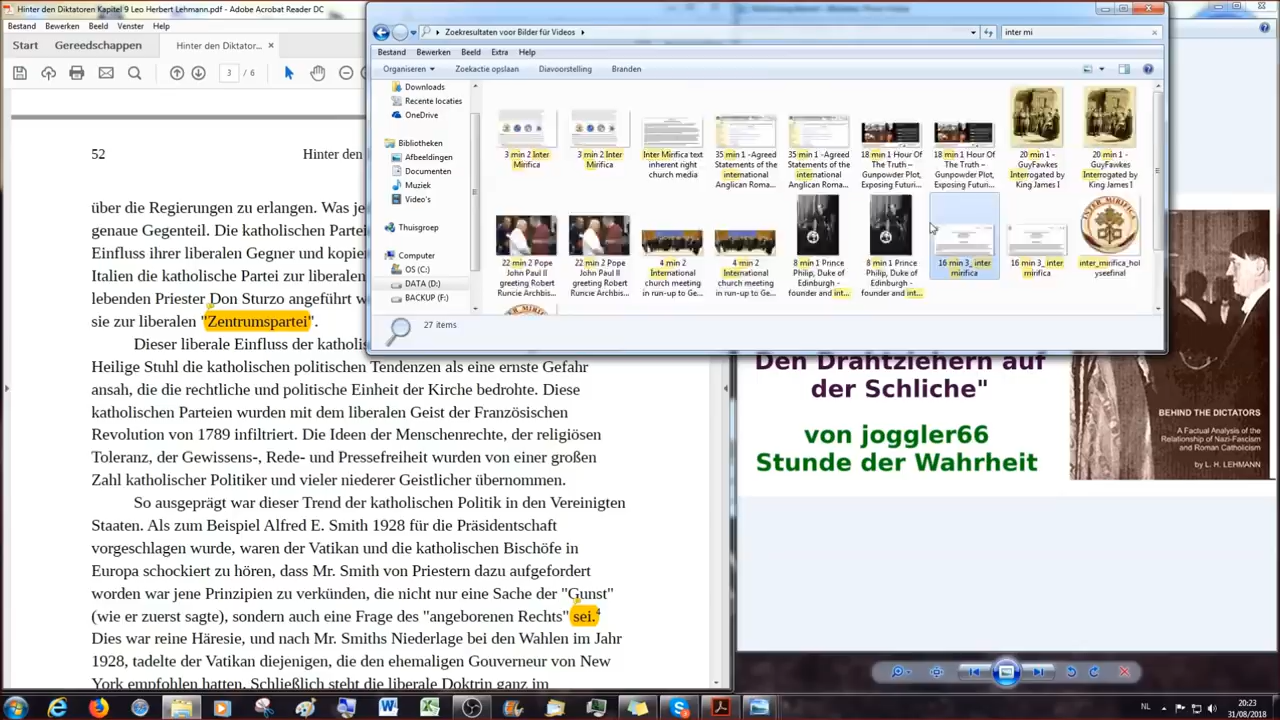 Hinter den Diktatoren Kapitel 9 Leo Herbert Lehmann.pdf - Adobe Acrobat Reader DC
Bestand Bewerken Beeld Venster Help
Start Gereedschappen Hinter den Diktator... ×
3 / 6
52 Hinter den
über die Regierungen zu erlangen. Was je
genaue Gegenteil. Die katholischen Partei
Einfluss ihrer liberalen Gegner und kopier
Italien die katholische Partei zur liberalen
lebenden Priester Don Sturzo angeführt w
sie zur liberalen "Zentrumspartei".
Dieser liberale Einfluss der katholis
Heilige Stuhl die katholischen politischen Tendenzen als eine ernste Gefahr
ansah, die die rechtliche und politische Einheit der Kirche bedrohte. Diese
katholischen Parteien wurden mit dem liberalen Geist der Französischen
Revolution von 1789 infiltriert. Die Ideen der Menschenrechte, der religiösen
Toleranz, der Gewissens-, Rede- und Pressefreiheit wurden von einer großen
Zahl katholischer Politiker und vieler niederer Geistlicher übernommen.
So ausgeprägt war dieser Trend der katholischen Politik in den Vereinigten
Staaten. Als zum Beispiel Alfred E. Smith 1928 für die Präsidentschaft
vorgeschlagen wurde, waren der Vatikan und die katholischen Bischöfe in
Europa schockiert zu hören, dass Mr. Smith von Priestern dazu aufgefordert
worden war jene Prinzipien zu verkünden, die nicht nur eine Sache der "Gunst"
(wie er zuerst sagte), sondern auch eine Frage des "angeborenen Rechts" sei.4
Dies war reine Häresie, und nach Mr. Smiths Niederlage bei den Wahlen im Jahr
1928, tadelte der Vatikan diejenigen, die den ehemaligen Gouverneur von New
York empfohlen hatten. Schließlich steht die liberale Doktrin ganz im
Zoekresultaten voor Bilder für Videos
inter mi
Bestand Bewerken Beeld Extra Help
Organiseren Zoekactie opslaan Diavoorstelling Branden
Downloads
Recente locaties
OneDrive
Bibliotheken
Afbeeldingen
Documenten
Muziek
Video's
Thuisgroep
Computer
OS (C:)
DATA (D:)
BACKUP (F:)
3 min 2 Inter
Mirifica
3 min 2 Inter
Mirifica
Inter Mirifica text
inherent right
church media
35 min 1 -Agreed
Statements of the
international
Anglican Roma...
35 min 1 -Agreed
Statements of the
international
Anglican Roma...
18 min 1 Hour Of
The Truth –
Gunpowder Plot,
Exposing Futuri...
18 min 1 Hour Of
The Truth –
Gunpowder Plot,
Exposing Futuri...
20 min 1 -
GuyFawkes
Interrogated by
King James I
20 min 1 -
GuyFawkes
Interrogated by
King James I
22 min 2 Pope
John Paul II
greeting Robert
Runcie Archbis...
22 min 2 Pope
John Paul II
greeting Robert
Runcie Archbis...
4 min 2
International
church meeting
in run-up to Ge...
4 min 2
International
church meeting
in run-up to Ge...
8 min 1 Prince
Philip, Duke of
Edinburgh -
founder and int...
8 min 1 Prince
Philip, Duke of
Edinburgh -
founder and int...
16 min 3_ inter
mirifica
16 min 3_ inter
mirifica
INTER MIRIFICA
inter_mirifica_hol
yseefinal
27 items
Den Drahtziehern auf
der Schliche"
von joggler66
Stunde der Wahrheit
BEHIND THE DICTATORS
A Factual Analysis of the
Relationship of Nazi-Fascism
and Roman Catholicism
by L. H. LEHMANN
NL
20:23
31/08/2018